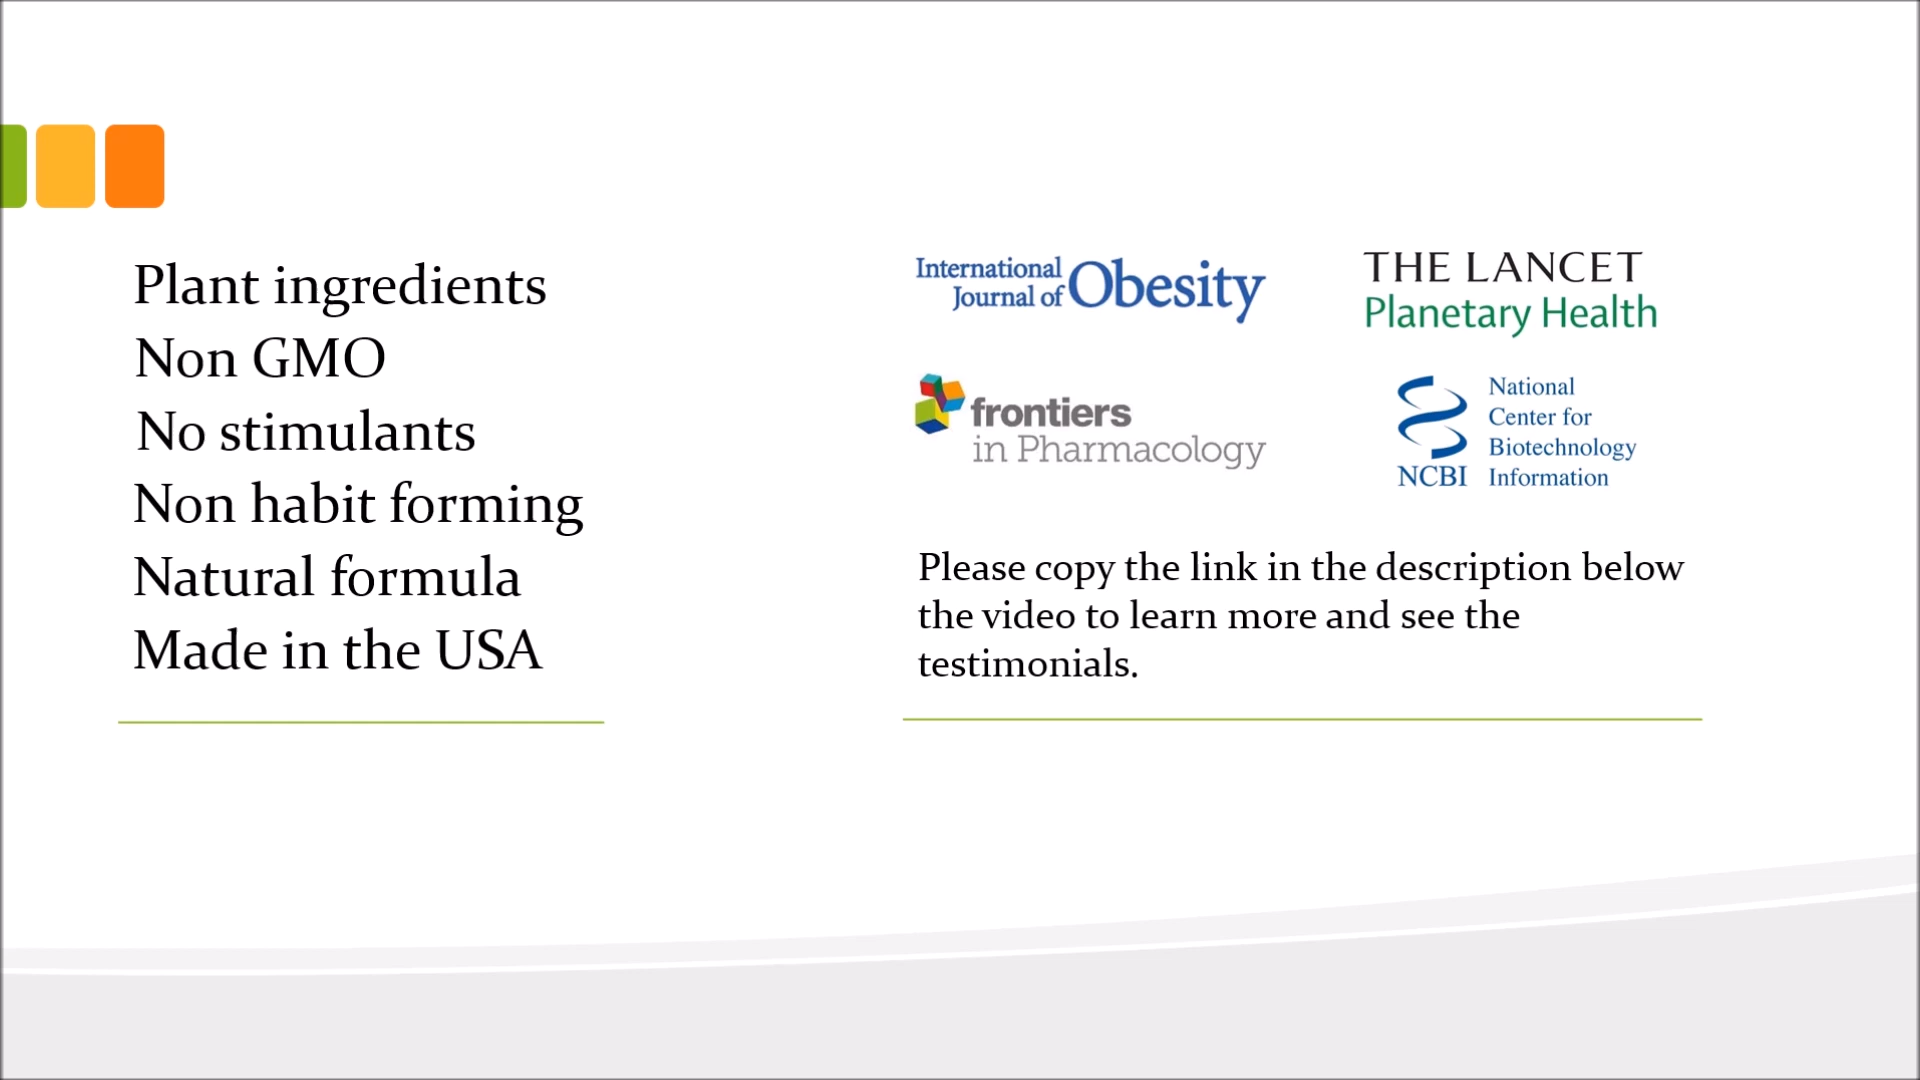 Plant ingredients
Non GMO
No stimulants
Non habit forming
Natural formula
Made in the USA
International
Journal of Obesity
THE LANCET
Planetary Health
frontiers
in Pharmacology
NCBI
National
Center for
Biotechnology
Information
Please copy the link in the description below
the video to learn more and see the
testimonials.